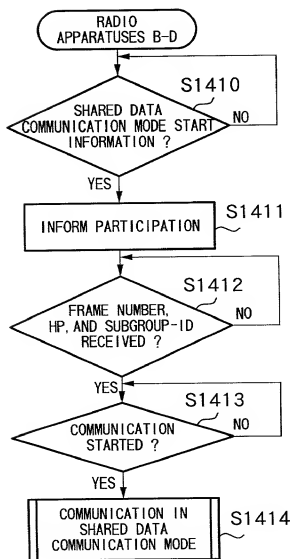 RADIO
APPARATUSES B-D
S1410
SHARED DATA
COMMUNICATION MODE START
INFORMATION ?
NO
YES
S1411
INFORM PARTICIPATION
S1412
FRAME NUMBER,
HP, AND SUBGROUP-ID
RECEIVED ?
NO
YES
S1413
COMMUNICATION
STARTED ?
NO
YES
COMMUNICATION IN
SHARED DATA
COMMUNICATION MODE
S1414